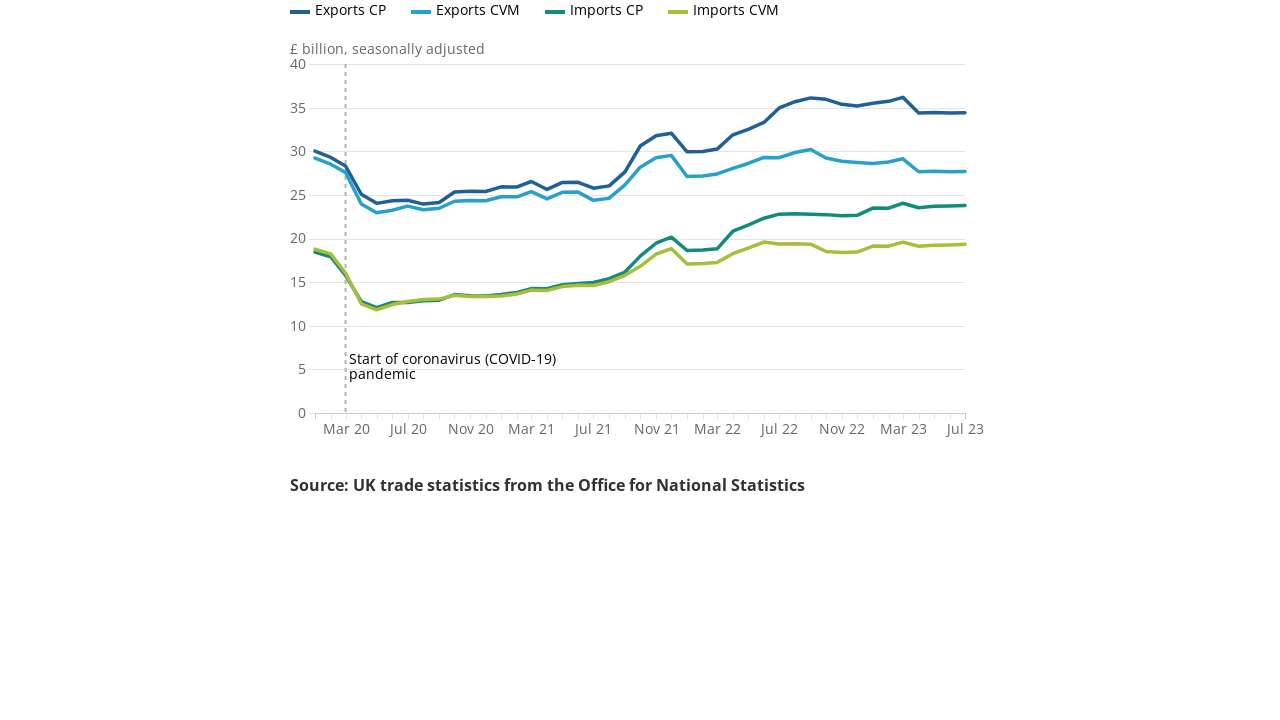 Exports CP Exports CVM Imports CP Imports CVM
£ billion, seasonally adjusted
40
35
30
25
20
15
10
Start of coronavirus (COVID-19)
5
pandemic
0
Mar 20 Jul 20 Nov 20 Mar 21 Jul 21 Nov 21 Mar 22 Jul 22 Nov 22 Mar 23 Jul 23
Source: UK trade statistics from the Office for National Statistics